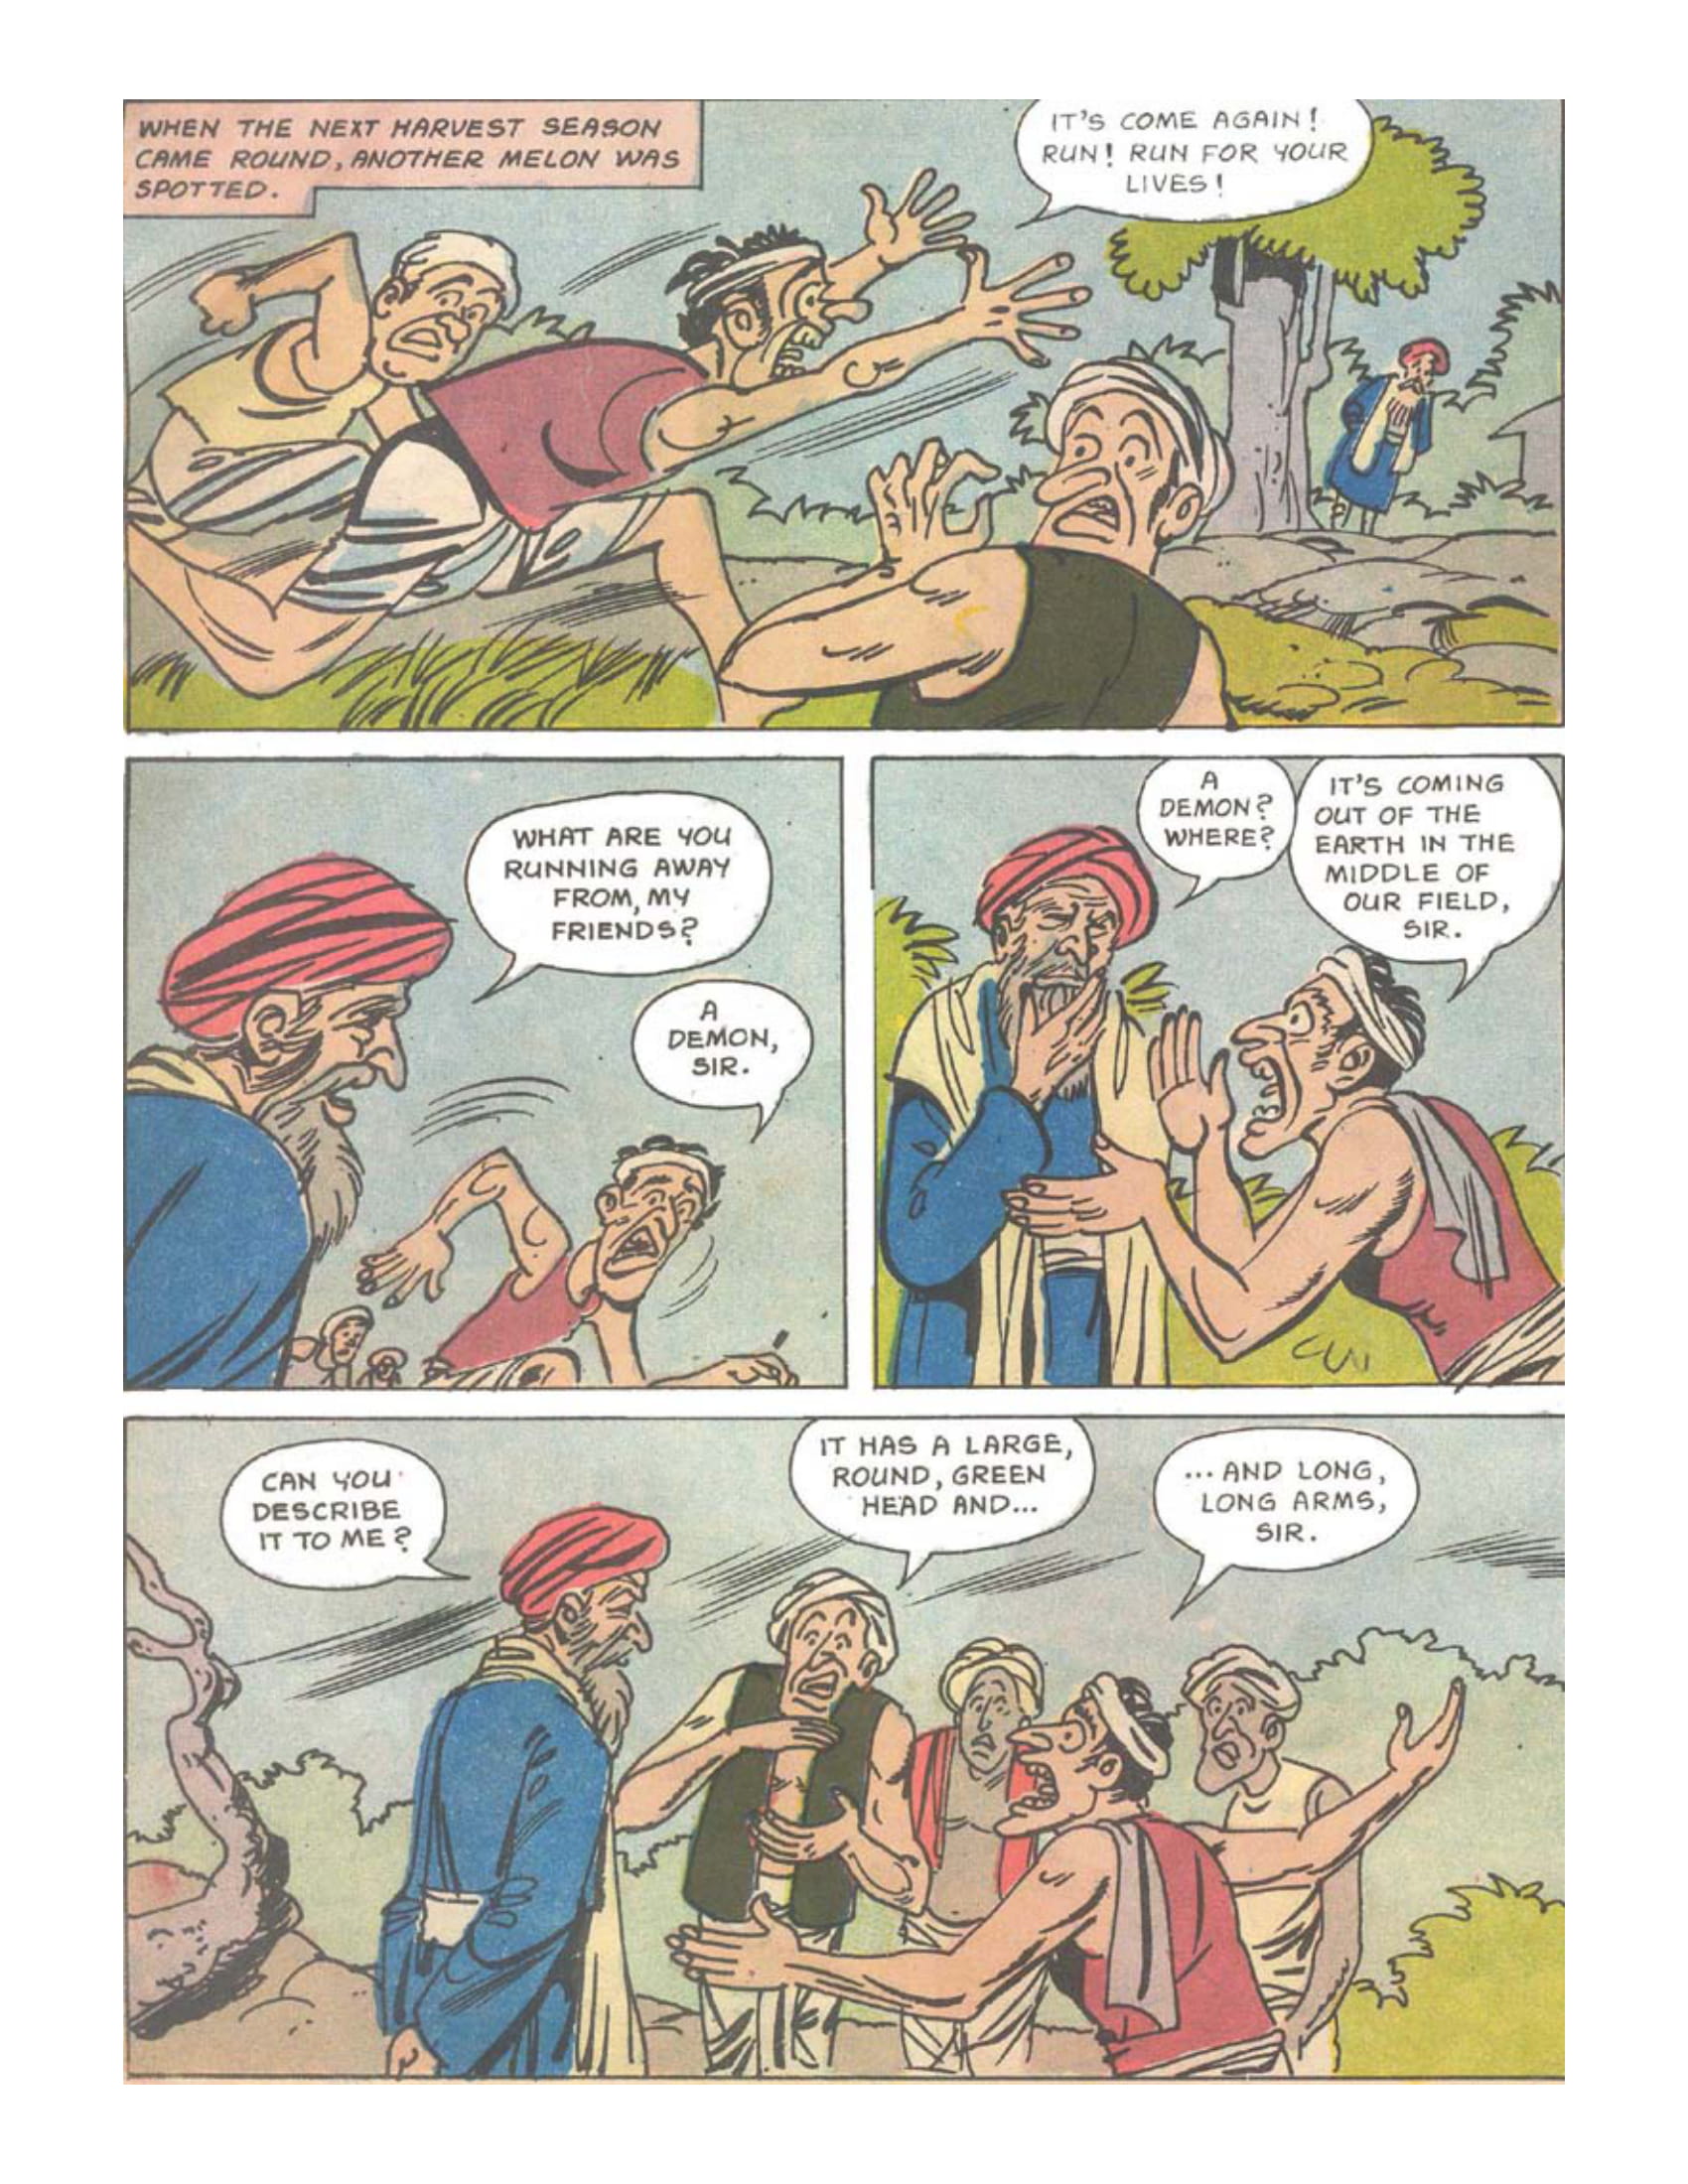 WHEN THE NEXT HARVEST SEASON
CAME ROUND, ANOTHER MELON WAS
SPOTTED.
IT'S COME AGAIN!
RUN! RUN FOR YOUR
LIVES!
WHAT ARE YOU
RUNNING AWAY
FROM, MY
FRIENDS?
A
DEMON,
SIR.
A
DEMON?
WHERE?
IT'S COMING
OUT OF THE
EARTH IN THE
MIDDLE OF
OUR FIELD,
SIR.
CAN YOU
DESCRIBE
IT TO ME?
IT HAS A LARGE,
ROUND, GREEN
HEAD AND...
... AND LONG,
LONG ARMS,
SIR.